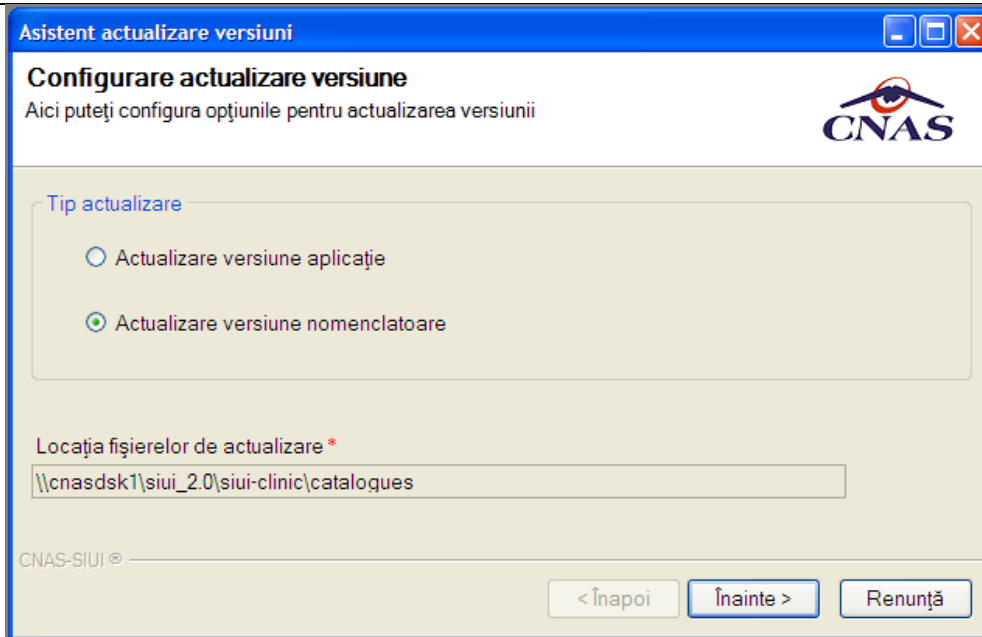 Asistent actualizare versiuni
Configurare actualizare versiune
Aici puteţi configura opţiunile pentru actualizarea versiunii
CNAS
Tip actualizare
Actualizare versiune aplicaţie
Actualizare versiune nomenclatoare
Locaţia fişierelor de actualizare *
\\cnasdsk1\siui_2.0\siui-clinic\catalogues
CNAS-SIUI ®
< Înapoi
Înainte >
Renunţă